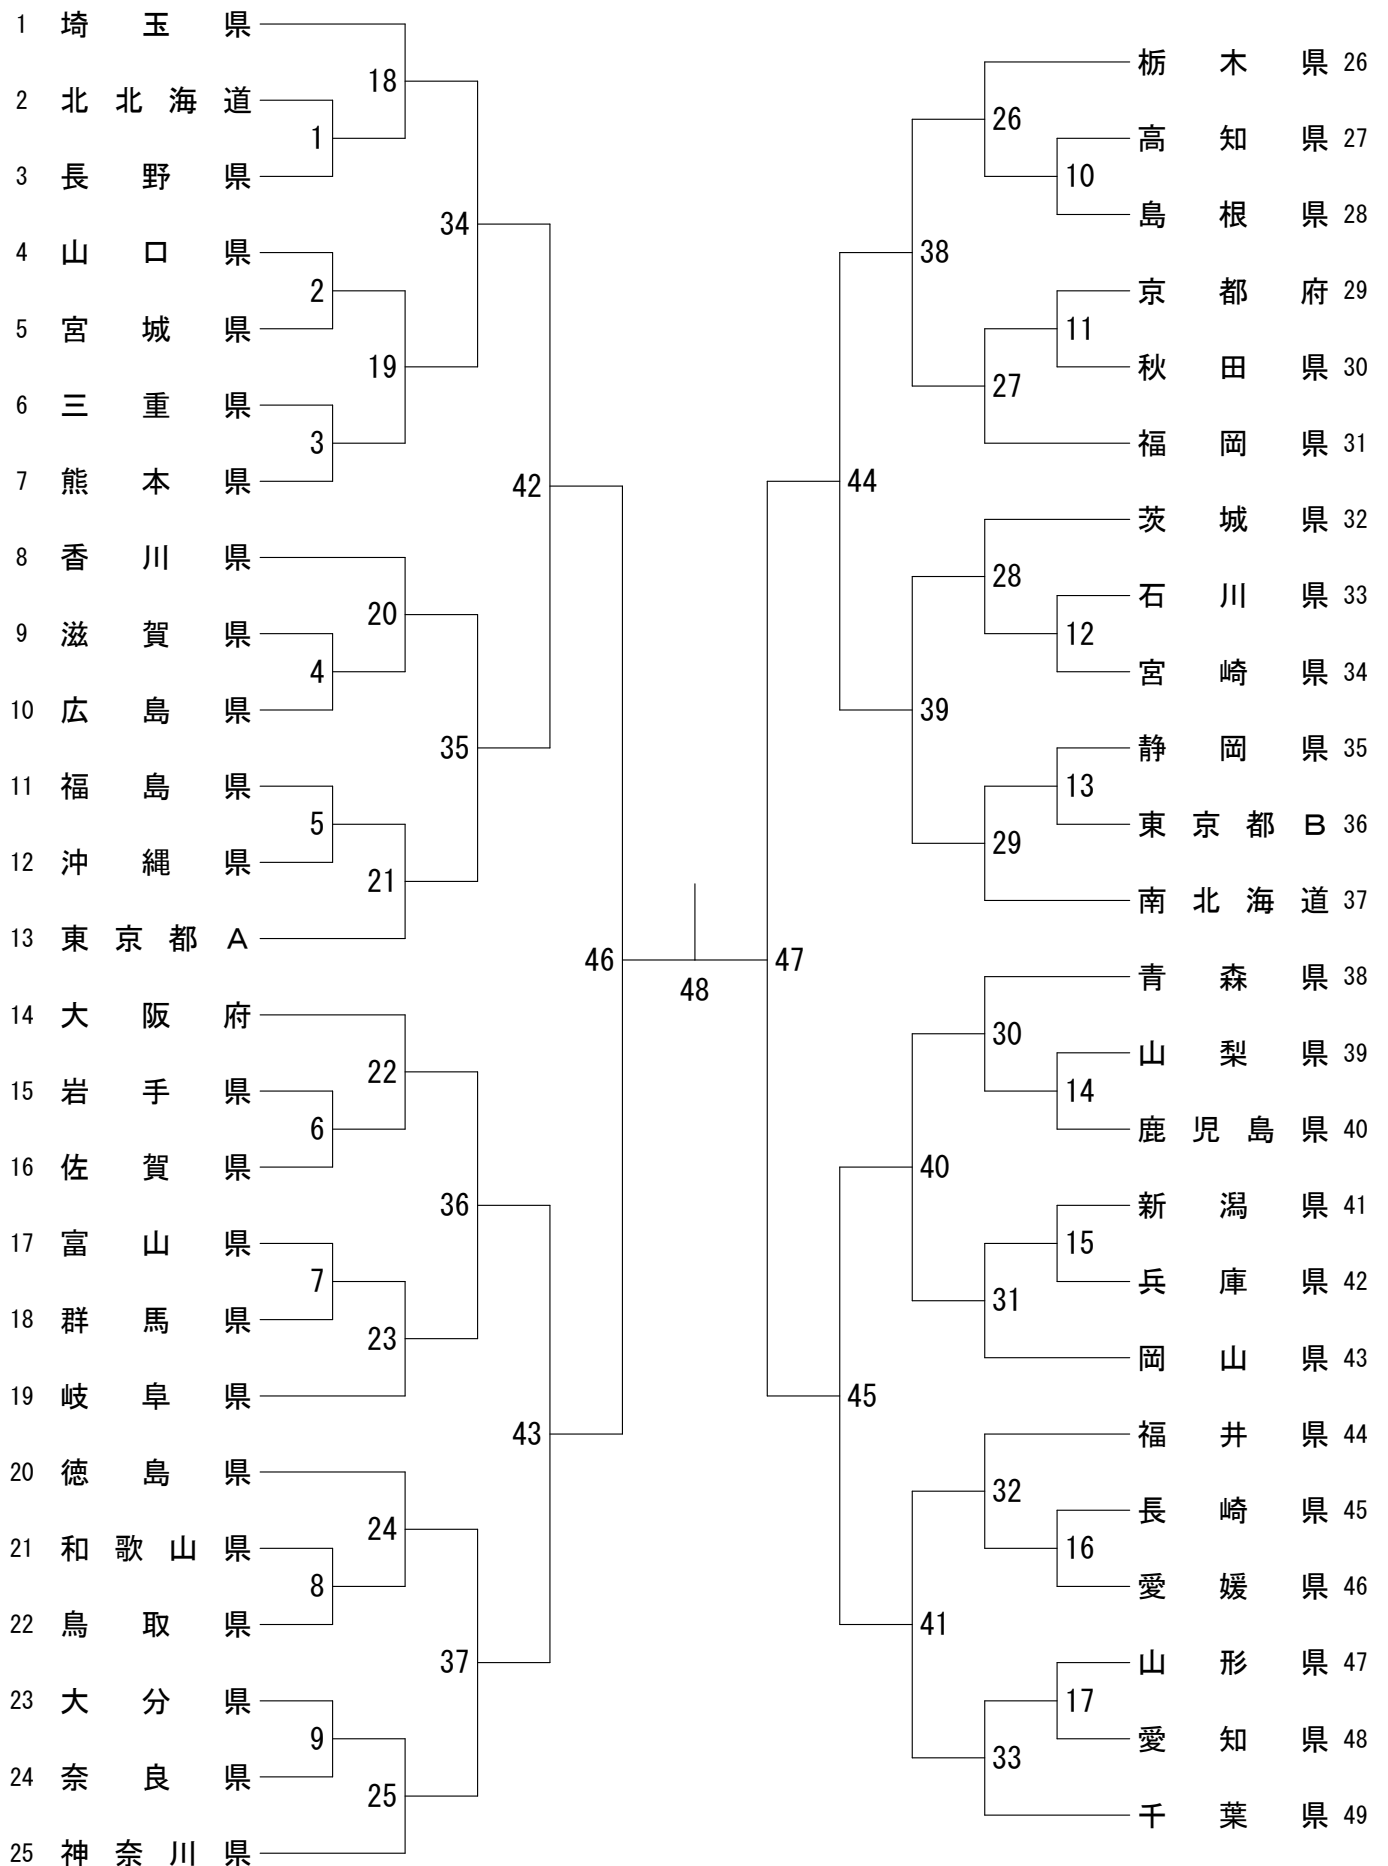 1 埼玉県
2 北北海道
3 長野県
4 山口県
5 宮城県
6 三重県
7 熊本県
8 香川県
9 滋賀県
10 広島県
11 福島県
12 沖縄県
13 東京都A
14 大阪府
15 岩手県
16 佐賀県
17 富山県
18 群馬県
19 岐阜県
20 徳島県
21 和歌山県
22 鳥取県
23 大分県
24 奈良県
25 神奈川県
1
2
3
4
5
6
7
8
9
18
19
20
21
22
23
24
25
34
35
36
37
42
43
46
48
47
44
45
38
39
40
41
26
27
28
29
30
31
32
33
10
11
12
13
14
15
16
17
栃木県 26
高知県 27
島根県 28
京都府 29
秋田県 30
福岡県 31
茨城県 32
石川県 33
宮崎県 34
静岡県 35
東京都B 36
南北海道 37
青森県 38
山梨県 39
鹿児島県 40
新潟県 41
兵庫県 42
岡山県 43
福井県 44
長崎県 45
愛媛県 46
山形県 47
愛知県 48
千葉県 49